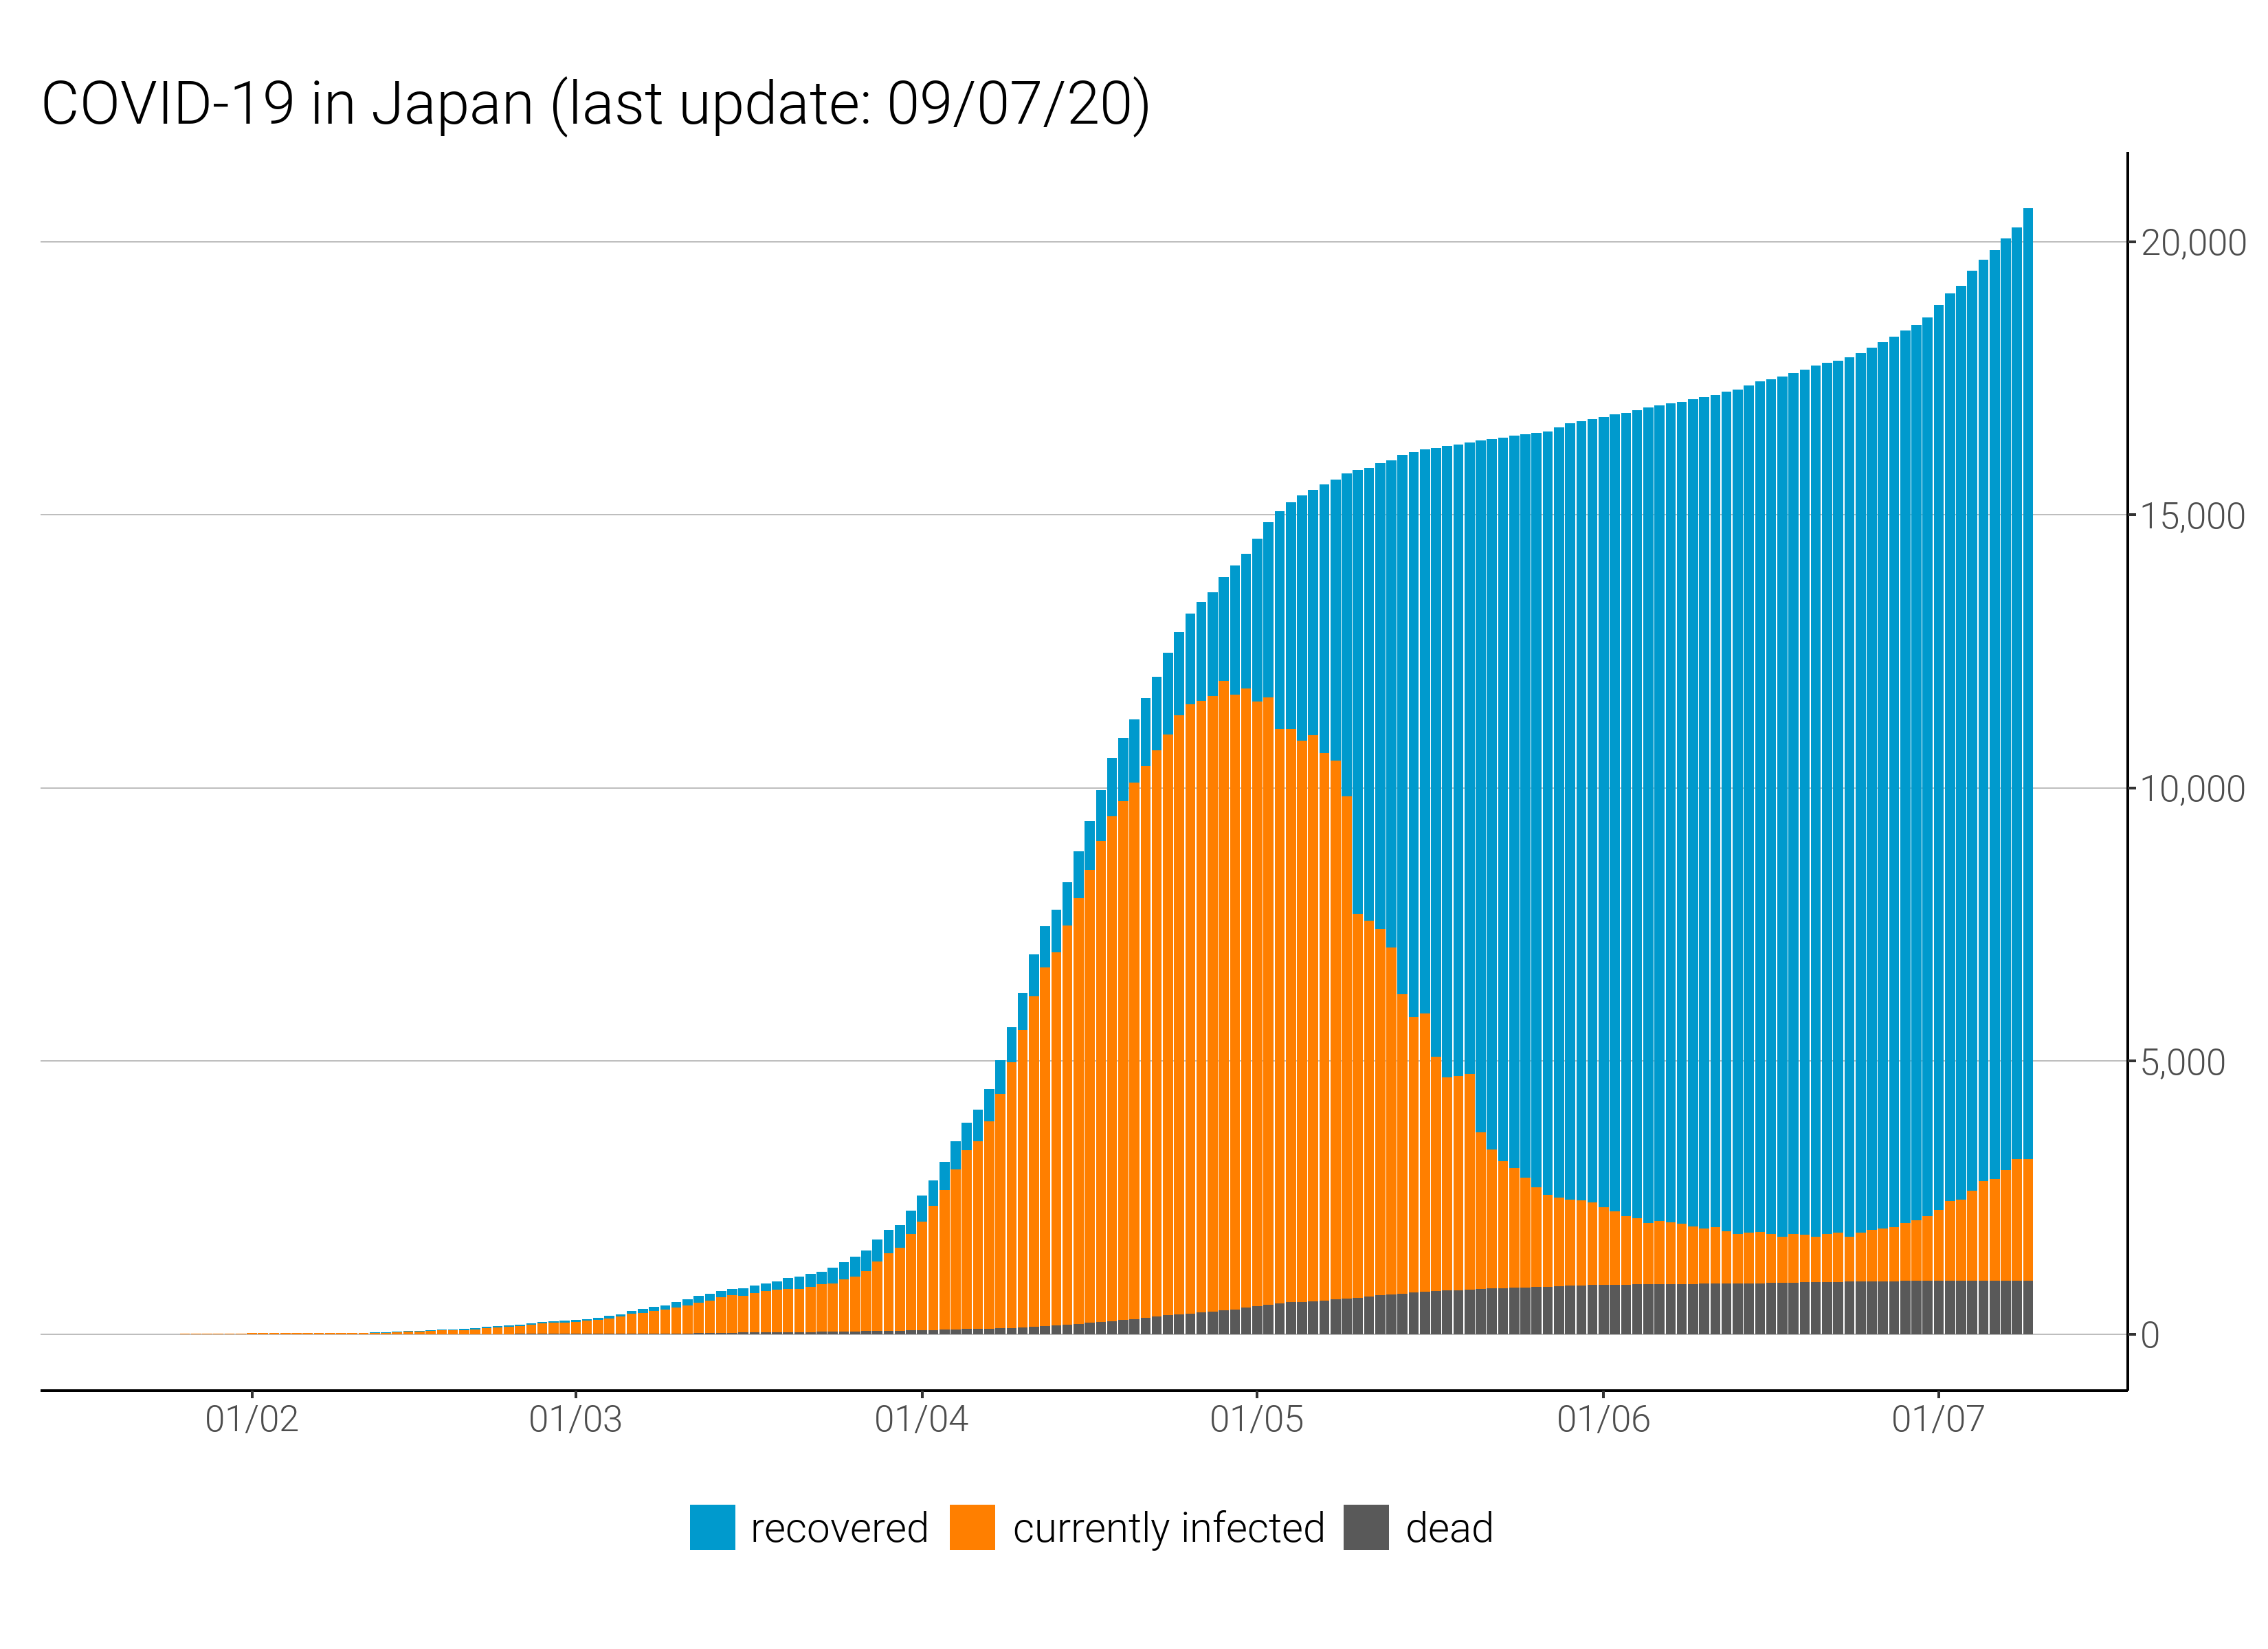 COVID-19 in Japan (last update: 09/07/20)
20,000
15,000
10,000
5,000
0
01/02 01/03 01/04 01/05 01/06 01/07
recovered currently infected dead